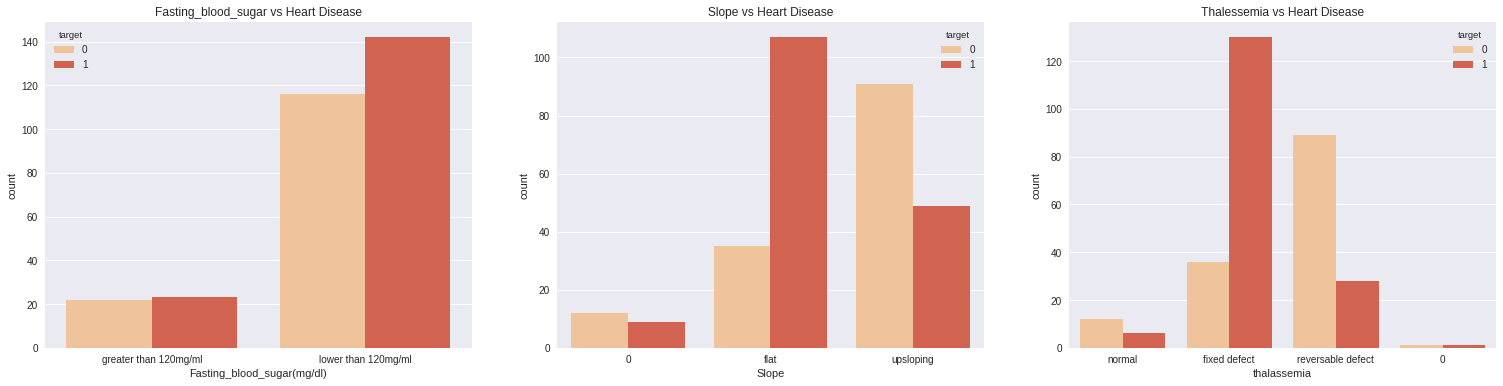 Fasting_blood_sugar vs Heart Disease
target
0
1
140
120
100
80
60
40
20
0
count
greater than 120mg/ml
lower than 120mg/ml
Fasting_blood_sugar(mg/dl)
Slope vs Heart Disease
target
0
1
100
80
60
40
20
0
count
0
flat
upsloping
Slope
Thalessemia vs Heart Disease
target
0
1
120
100
80
60
40
20
0
count
normal
fixed defect
reversable defect
0
thalassemia